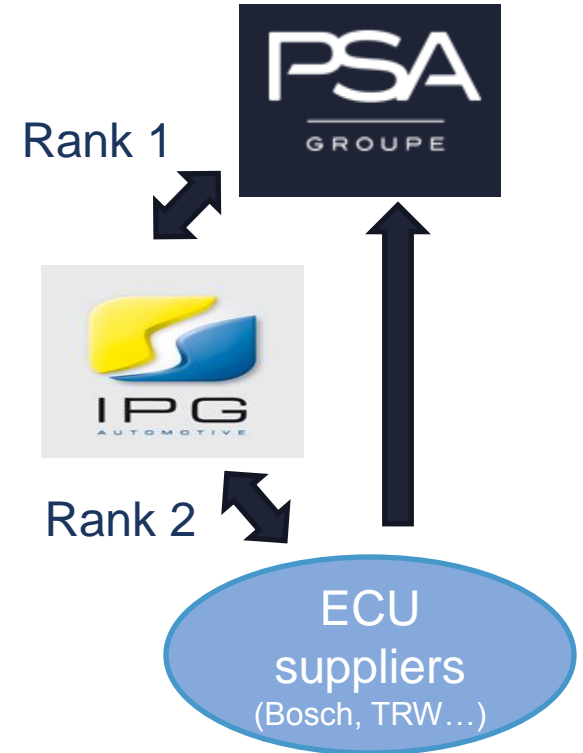 PSA
GROUPE
Rank 1
IPG
AUTOMOTIVE
Rank 2
ECU
suppliers
(Bosch, TRW…)